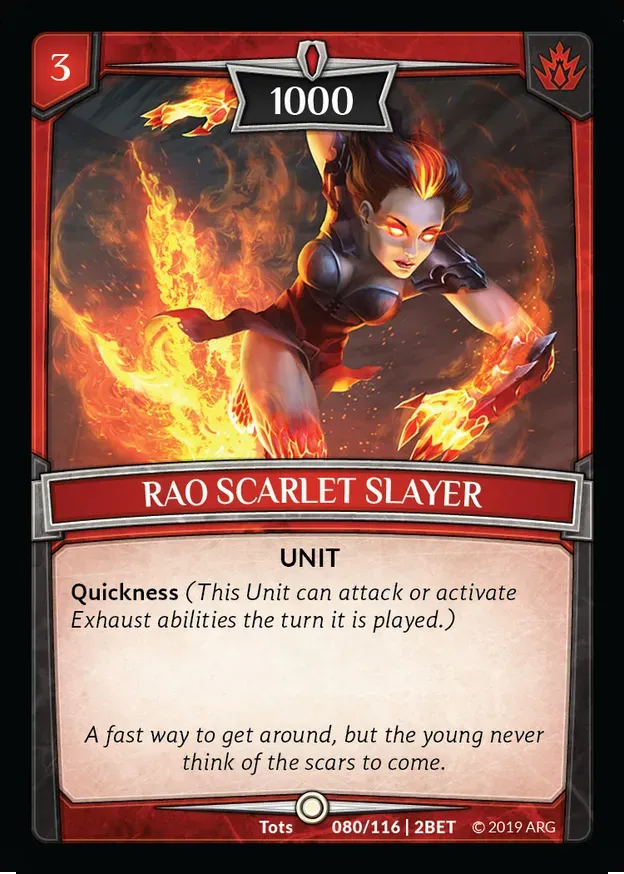 3
1000
RAO SCARLET SLAYER
UNIT
Quickness (This Unit can attack or activate
Exhaust abilities the turn it is played.)
A fast way to get around, but the young never
think of the scars to come.
Tots 080/116 | 2BET © 2019 ARG